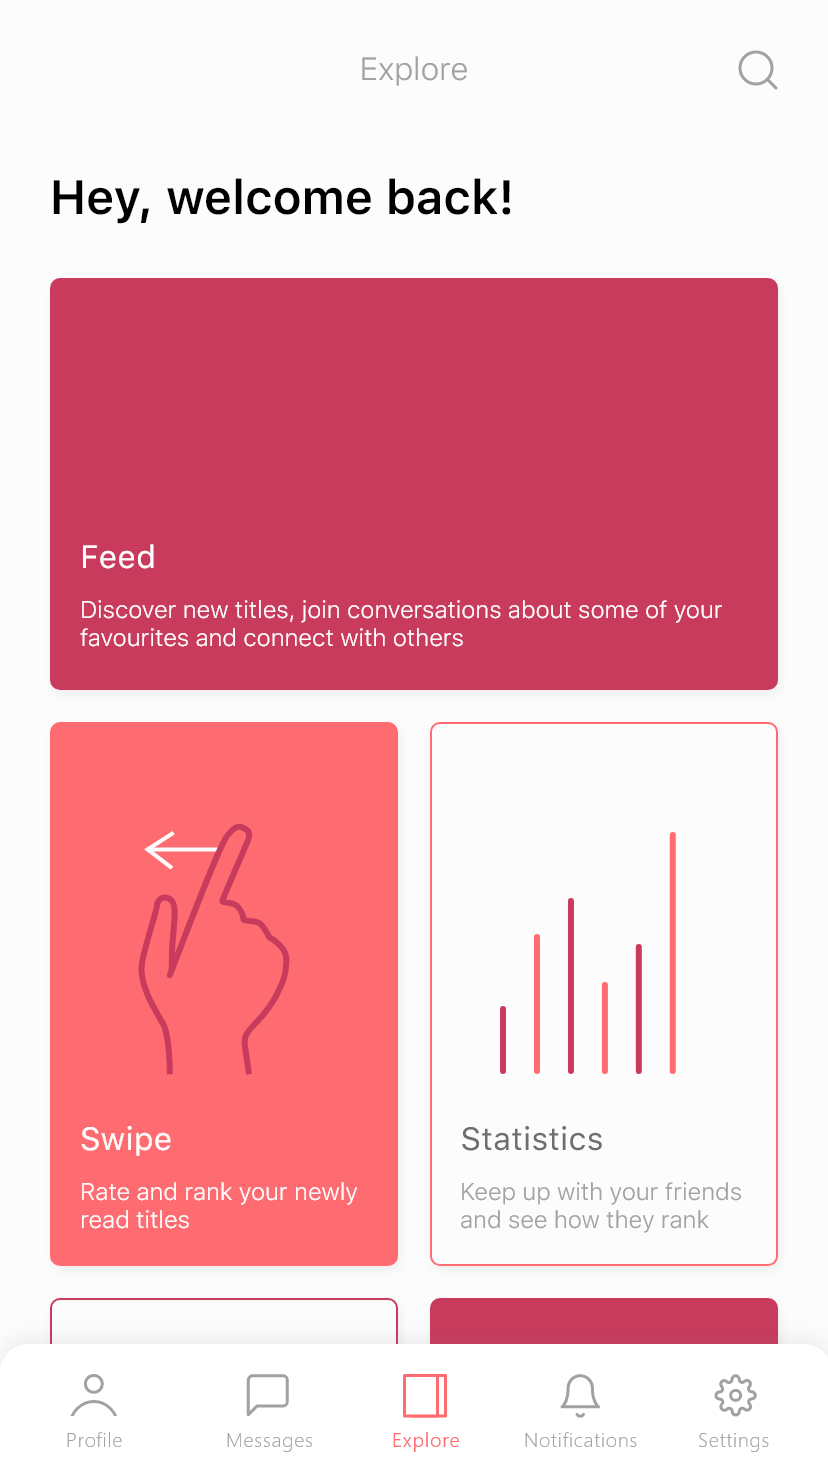 Explore
Hey, welcome back!
Feed
Discover new titles, join conversations about some of your
favourites and connect with others
Swipe
Rate and rank your newly
read titles
Statistics
Keep up with your friends
and see how they rank
Profile
Messages
Explore
Notifications
Settings